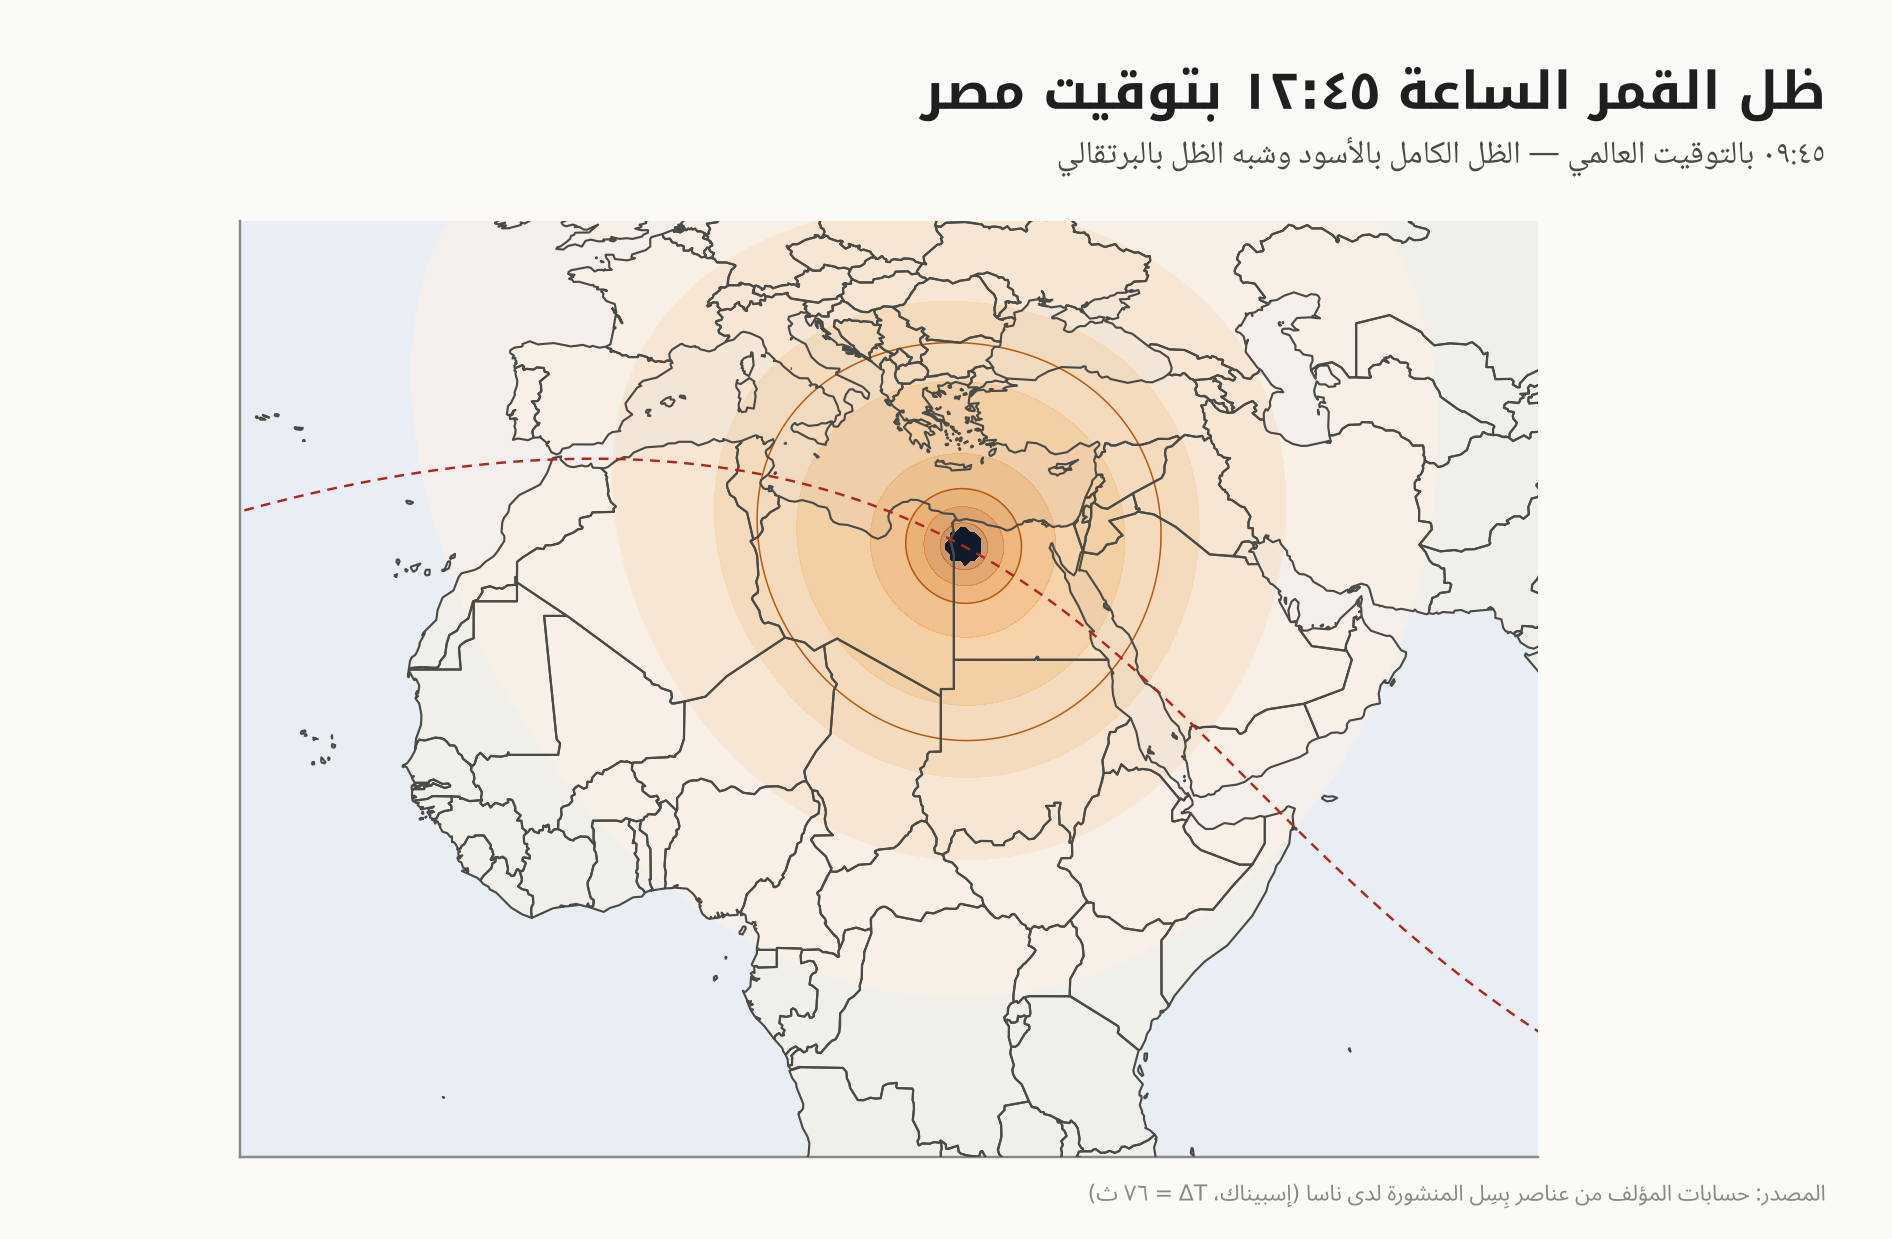 ظل القمر الساعة ١٢:٤٥ بتوقيت مصر
٠٩:٤٥ بالتوقيت العالمي — الظل الكامل بالأسود وشبه الظل بالبرتقالي
المصدر: حسابات المؤلف من عناصر بِسِل المنشورة لدى ناسا (إسبيناك، ΔT = ٧٦ ث)